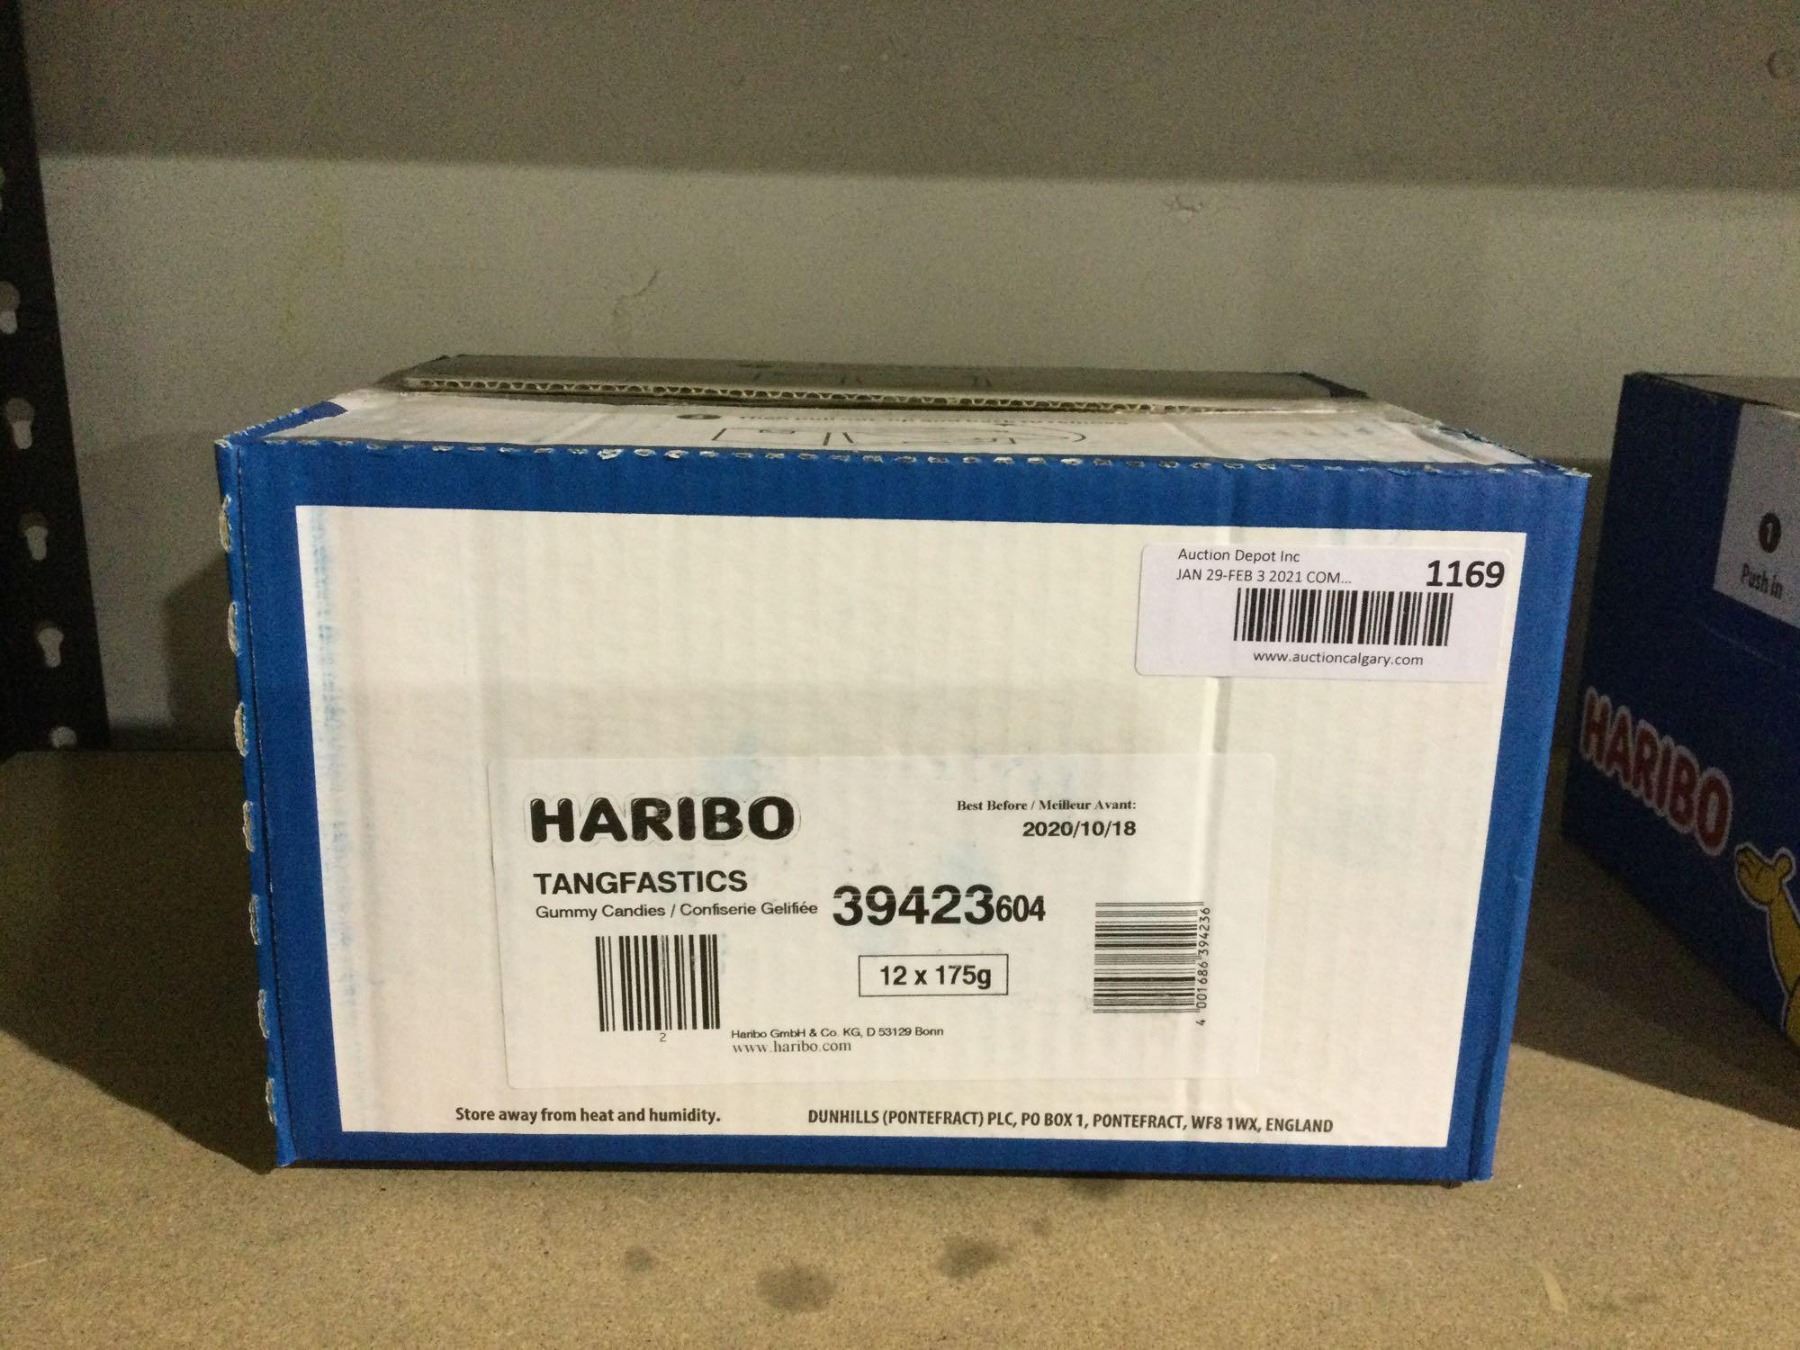 Auction Depot Inc
JAN 29-FEB 3 2021 COM...
1169
www.auctioncalgary.com
HARIBO
Best Before / Meilleur Avant:
2020/10/18
TANGFASTICS
Gummy Candies / Confiserie Gelifiée
39423604
12 x 175g
2
4 001686 394236
Haribo GmbH & Co. KG, D 53129 Bonn
www.haribo.com
Store away from heat and humidity.
DUNHILLS (PONTEFRACT) PLC, PO BOX 1, PONTEFRACT, WF8 1WX, ENGLAND
1
Push in
HARIBO